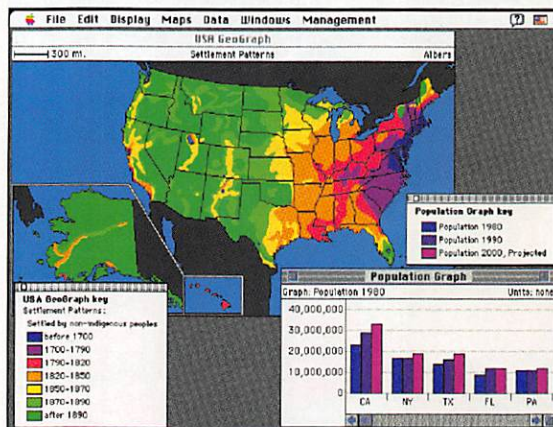 File Edit Display Maps Data Windows Management
USA GeoGraph
300 mi. Settlement Patterns Albers
Population Graph key
Population 1980
Population 1990
Population 2000, Projected
USA GeoGraph key
Settlement Patterns:
Settled by non-indigenous peoples
before 1700
1700-1790
1790-1820
1820-1850
1850-1870
1870-1890
after 1890
Population Graph
Graph: Population 1980 Units: none
40,000,000
30,000,000
20,000,000
10,000,000
CA NY TX FL PA